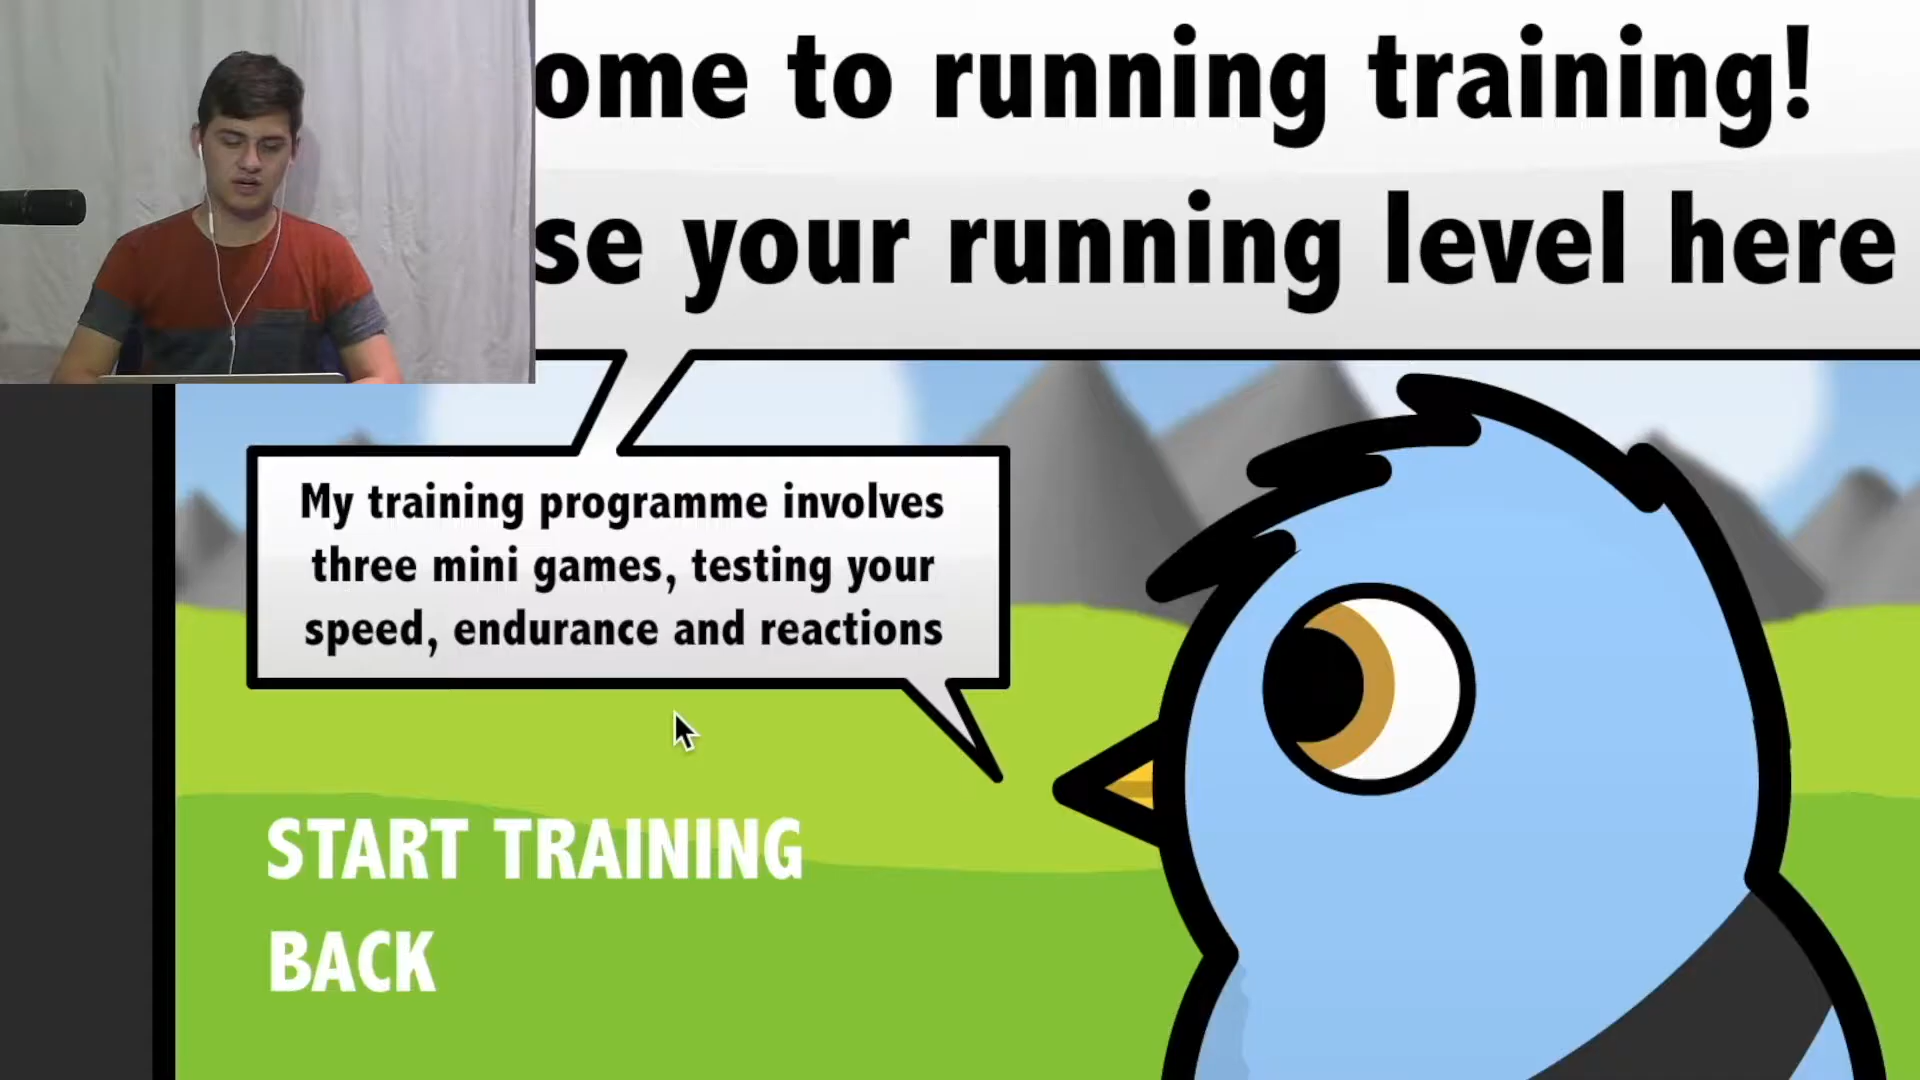 ome to running training!
se your running level here
My training programme involves
three mini games, testing your
speed, endurance and reactions
START TRAINING
BACK